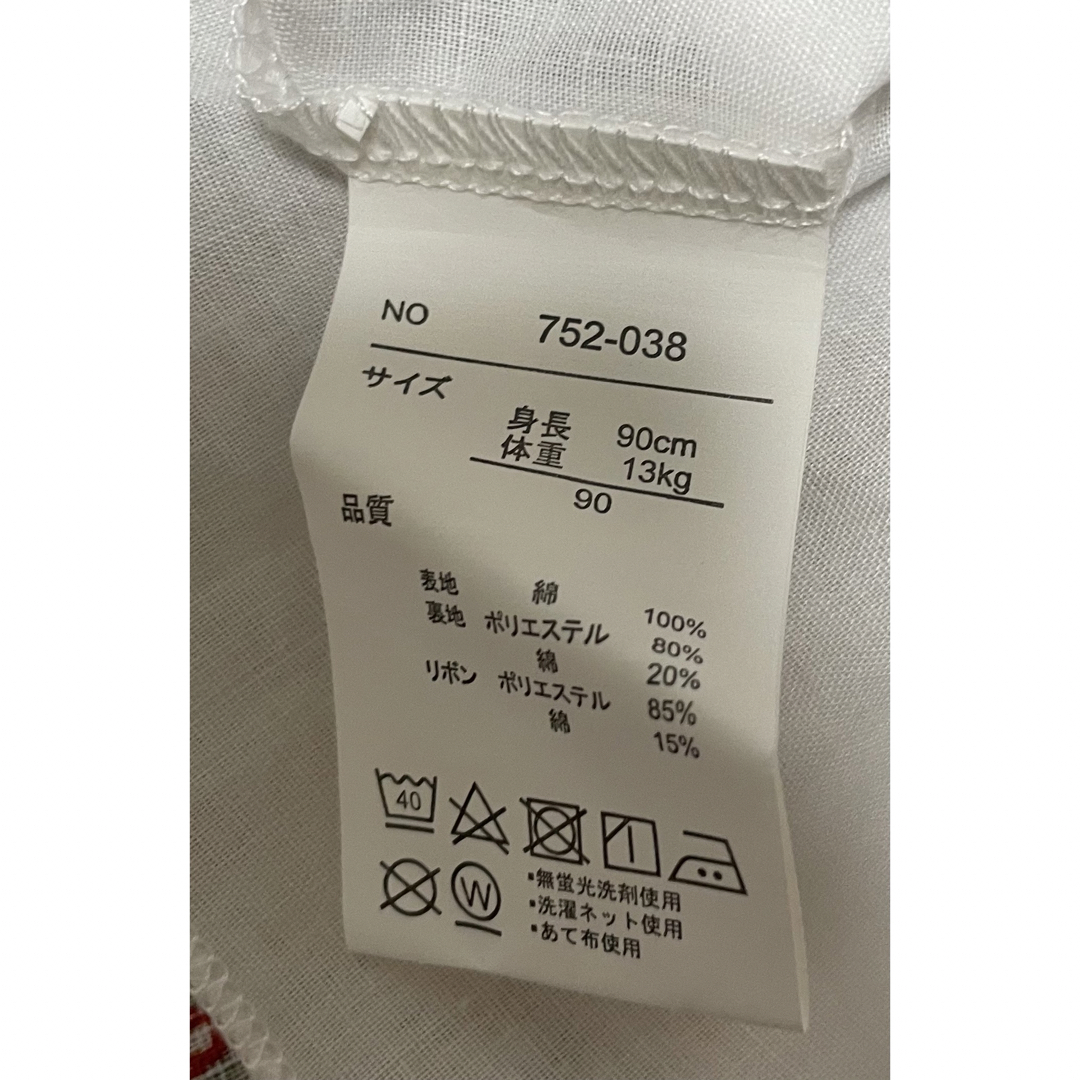 NO 752-038
サイズ
身長 90cm
体重 13kg
90
品質
表地 綿 100%
裏地 ポリエステル 80%
綿 20%
リボン ポリエステル 85%
綿 15%
40
W
▪無蛍光洗剤使用
▪洗濯ネット使用
▪あて布使用